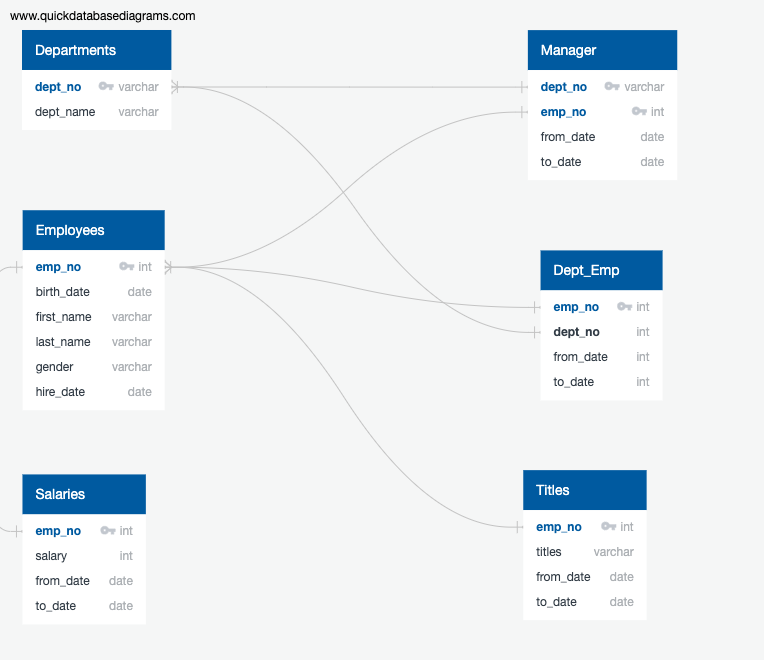 www.quickdatabasediagrams.com
Departments
dept_no varchar
dept_name varchar
Manager
dept_no varchar
emp_no int
from_date date
to_date date
Employees
emp_no int
birth_date date
first_name varchar
last_name varchar
gender varchar
hire_date date
Dept_Emp
emp_no int
dept_no int
from_date int
to_date int
Salaries
emp_no int
salary int
from_date date
to_date date
Titles
emp_no int
titles varchar
from_date date
to_date date